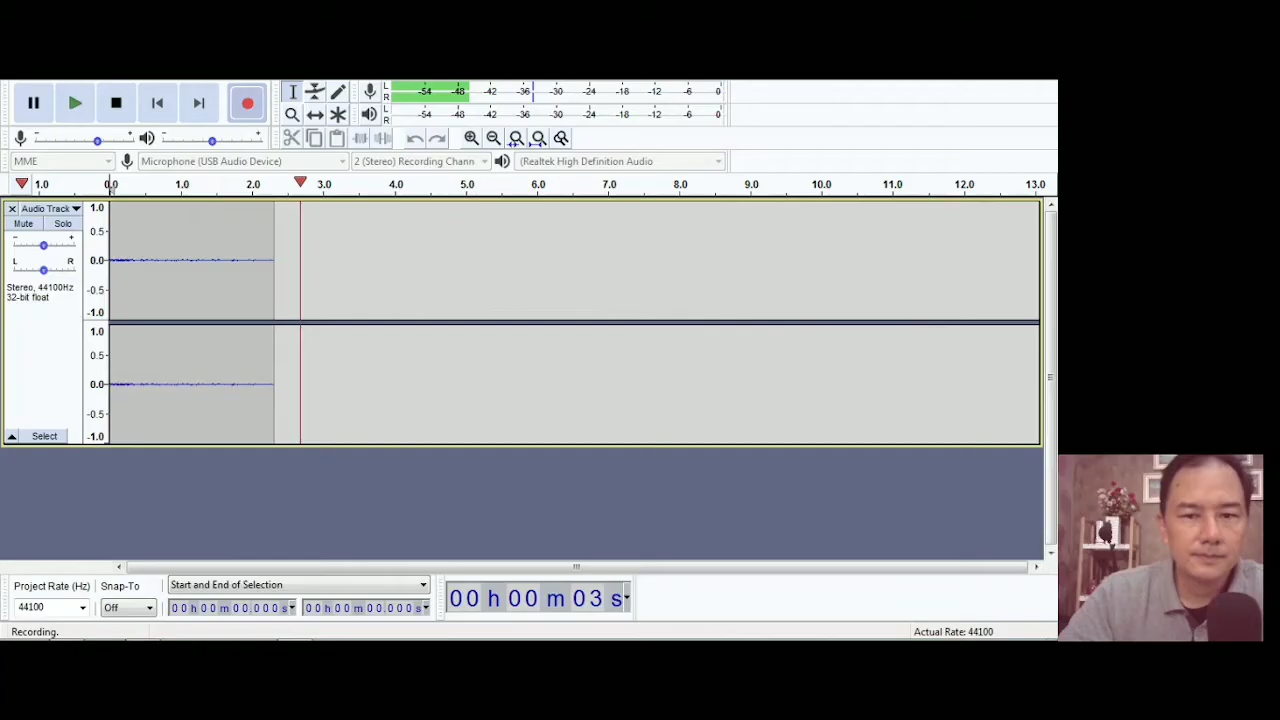 L
R
-54 -48 -42 -36 -30 -24 -18 -12 -6 0
L
R
-54 -48 -42 -36 -30 -24 -18 -12 -6 0
- + - +
MME Microphone (USB Audio Device) 2 (Stereo) Recording Chann (Realtek High Definition Audio
1.0 0.0 1.0 2.0 3.0 4.0 5.0 6.0 7.0 8.0 9.0 10.0 11.0 12.0 13.0
Audio Track 1.0
Mute Solo 0.5
- +
L R 0.0
Stereo, 44100Hz -0.5
32-bit float
-1.0
1.0
0.5
0.0
-0.5
Select -1.0
Project Rate (Hz) Snap-To Start and End of Selection
44100 Off 00 h 00 m 00.000 s 00 h 00 m 00.000 s
00 h 00 m 03 s
Recording. Actual Rate: 44100